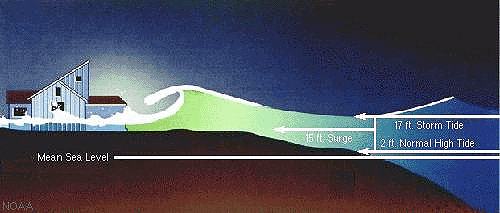 17 ft. Storm Tide
15 ft. Surge
2 ft. Normal High Tide
Mean Sea Level
NOAA